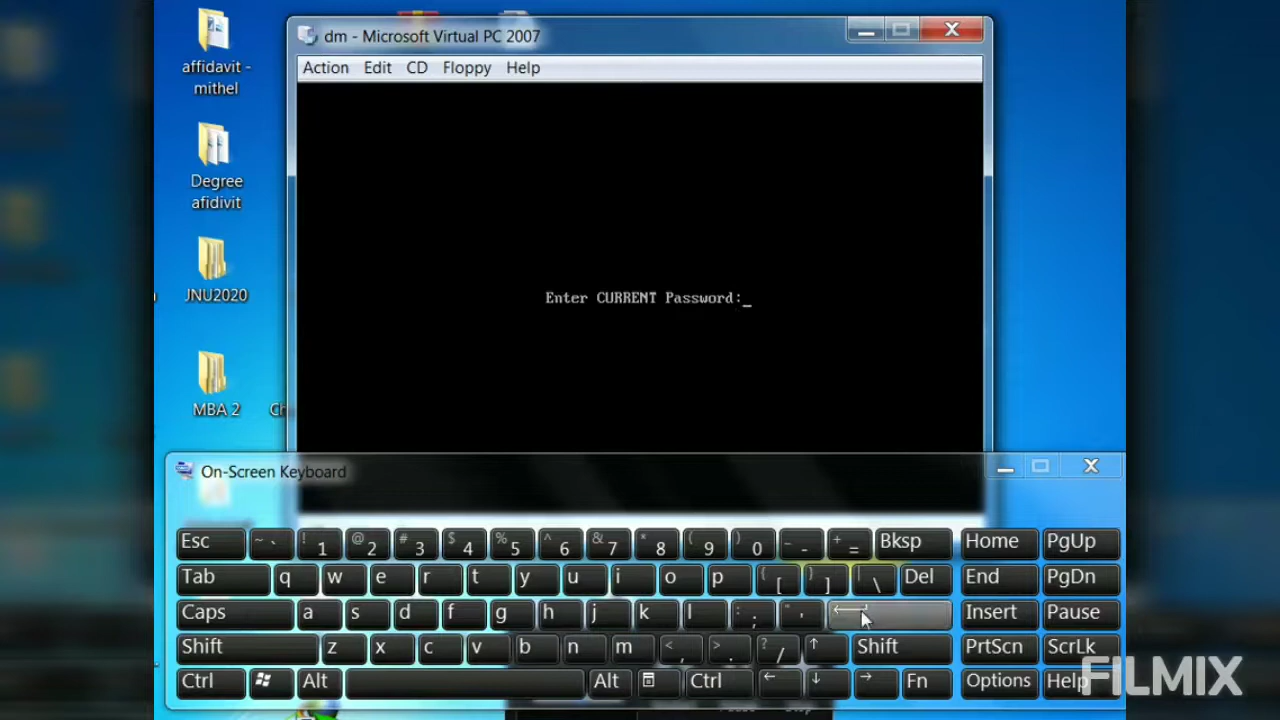 affidavit -
mithel
Degree
afidivit
JNU2020
MBA 2
Ch
dm - Microsoft Virtual PC 2007
Action Edit CD Floppy Help
Enter CURRENT Password:_
On-Screen Keyboard
Esc ~ ` ! 1 @ 2 # 3 $ 4 % 5 ^ 6 & 7 * 8 ( 9 ) 0 _ - + = Bksp Home PgUp
Tab q w e r t y u i o p { [ } ] | \ Del End PgDn
Caps a s d f g h j k l : ; " ' Insert Pause
Shift z x c v b n m < , > . ? / ↑ Shift PrtScn ScrLk
Ctrl Alt Alt Ctrl ← ↓ → Fn Options Help
FILMIX